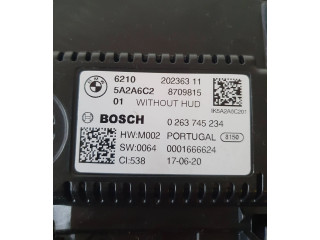 6210 202363 11
5A2A6C2 8709815
01 WITHOUT HUD
BOSCH 0 263 745 234
HW:M002 PORTUGAL 8150
SW:0064 0001666624
CI:538 17-06-20